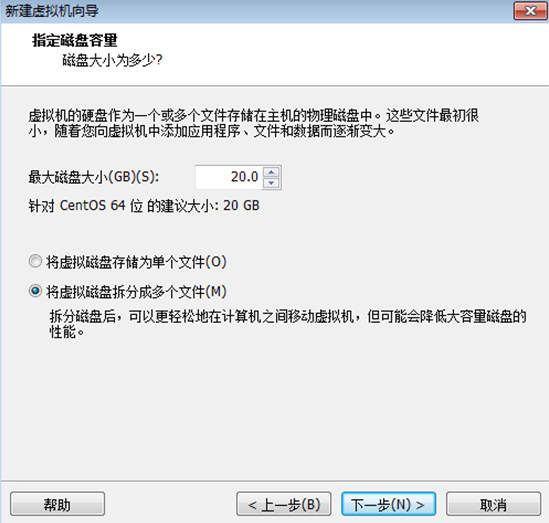 新建虚拟机向导
指定磁盘容量
磁盘大小为多少?
虚拟机的硬盘作为一个或多个文件存储在主机的物理磁盘中。这些文件最初很
小，随着您向虚拟机中添加应用程序、文件和数据而逐渐变大。
最大磁盘大小(GB)(S): 20.0
针对 CentOS 64 位 的建议大小: 20 GB
将虚拟磁盘存储为单个文件(O)
将虚拟磁盘拆分成多个文件(M)
拆分磁盘后，可以更轻松地在计算机之间移动虚拟机，但可能会降低大容量磁盘的
性能。
帮助 < 上一步(B) 下一步(N) > 取消